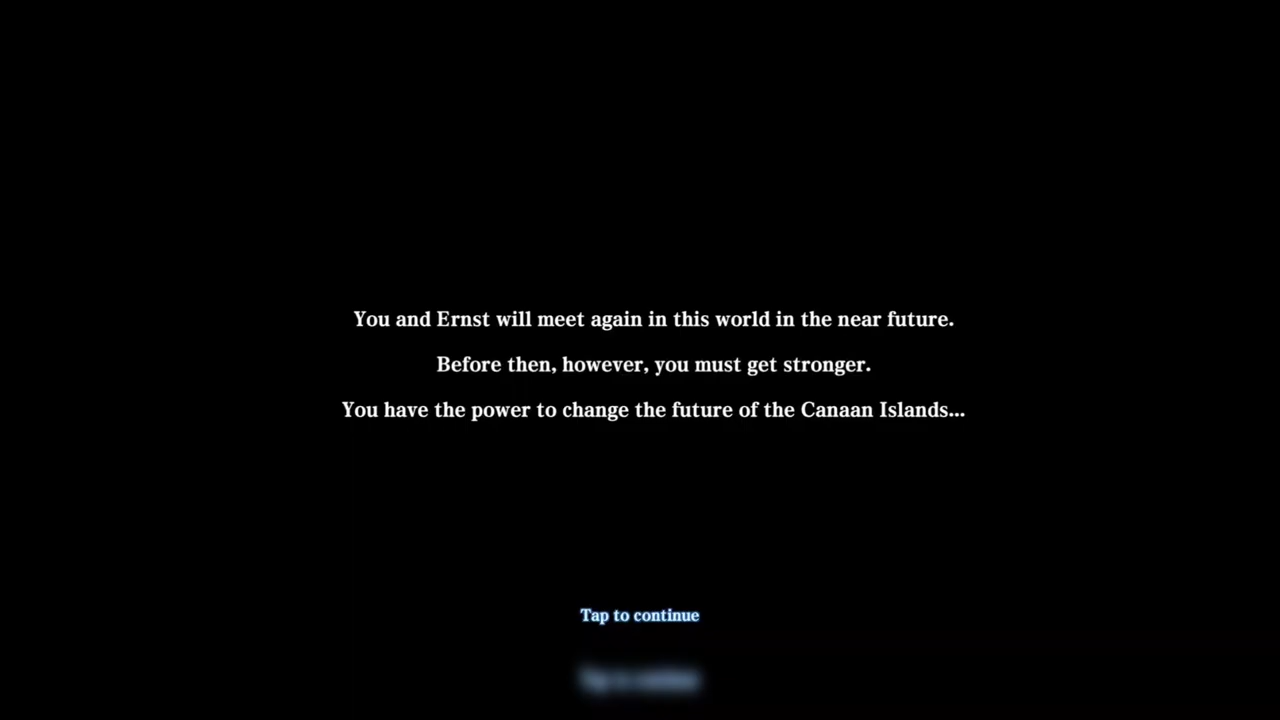 You and Ernst will meet again in this world in the near future.
Before then, however, you must get stronger.
You have the power to change the future of the Canaan Islands...
Tap to continue